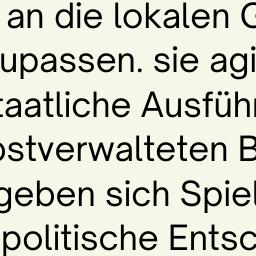 an die lokalen G
upassen. sie agi
taatliche Ausführ
ostverwalteten B
geben sich Spiel
politische Entsc